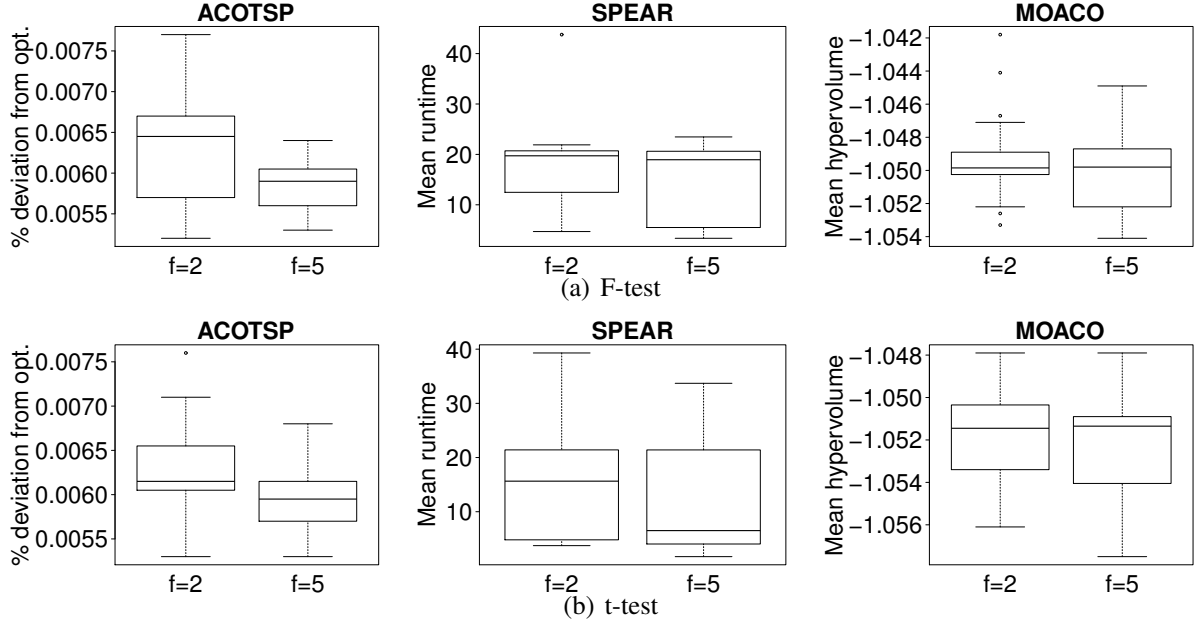 ACOTSP
% deviation from opt.
0.0075
0.0070
0.0065
0.0060
0.0055
f=2 f=5
SPEAR
Mean runtime
40
30
20
10
f=2 f=5
MOACO
Mean hypervolume
−1.042
−1.044
−1.046
−1.048
−1.050
−1.052
−1.054
f=2 f=5
(a) F-test
ACOTSP
% deviation from opt.
0.0075
0.0070
0.0065
0.0060
0.0055
f=2 f=5
SPEAR
Mean runtime
40
30
20
10
f=2 f=5
MOACO
Mean hypervolume
−1.048
−1.050
−1.052
−1.054
−1.056
f=2 f=5
(b) t-test